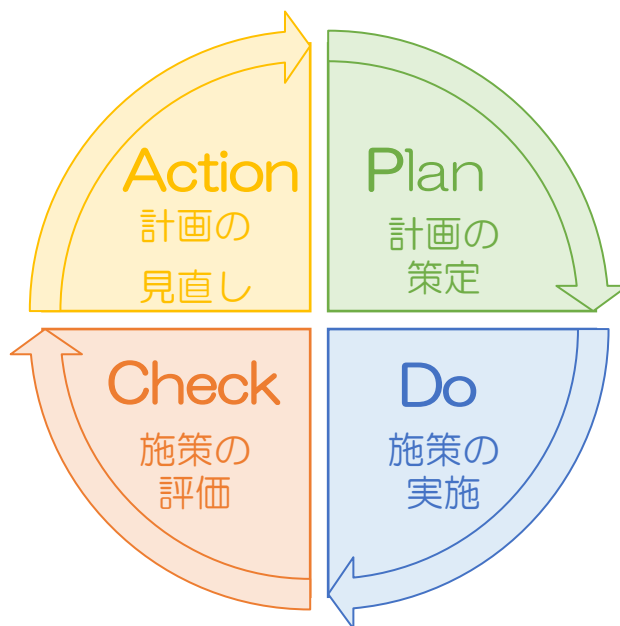 Action
計画の
見直し
Plan
計画の
策定
Check
施策の
評価
Do
施策の
実施